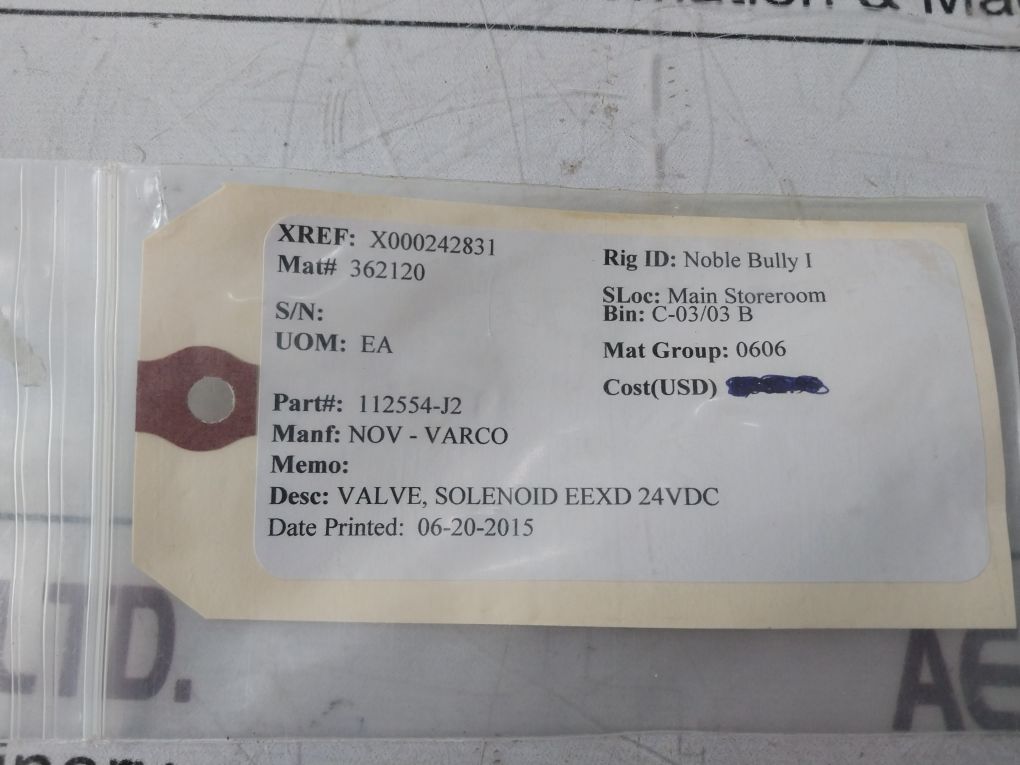 & Ma
XREF: X000242831
Mat# 362120
S/N:
UOM: EA
Part#: 112554-J2
Manf: NOV - VARCO
Memo:
Desc: VALVE, SOLENOID EEXD 24VDC
Date Printed: 06-20-2015
Rig ID: Noble Bully I
SLoc: Main Storeroom
Bin: C-03/03 B
Mat Group: 0606
Cost(USD)
LTD.